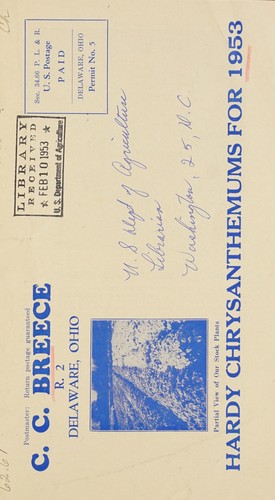 Postmaster: Return postage guaranteed
C. C. BREECE
R. 2
DELAWARE, OHIO
Sec. 34.66 P. L. & R.
U. S. Postage
PAID
DELAWARE, OHIO
Permit No. 5
LIBRARY
RECEIVED
★ FEB 10 1953 ★
U. S. Department of Agriculture
U. S Dept of Agriculture
Librarian
Washington, 25, D. C.
Partial View of Our Stock Plants
HARDY CHRYSANTHEMUMS FOR 1953
62.61